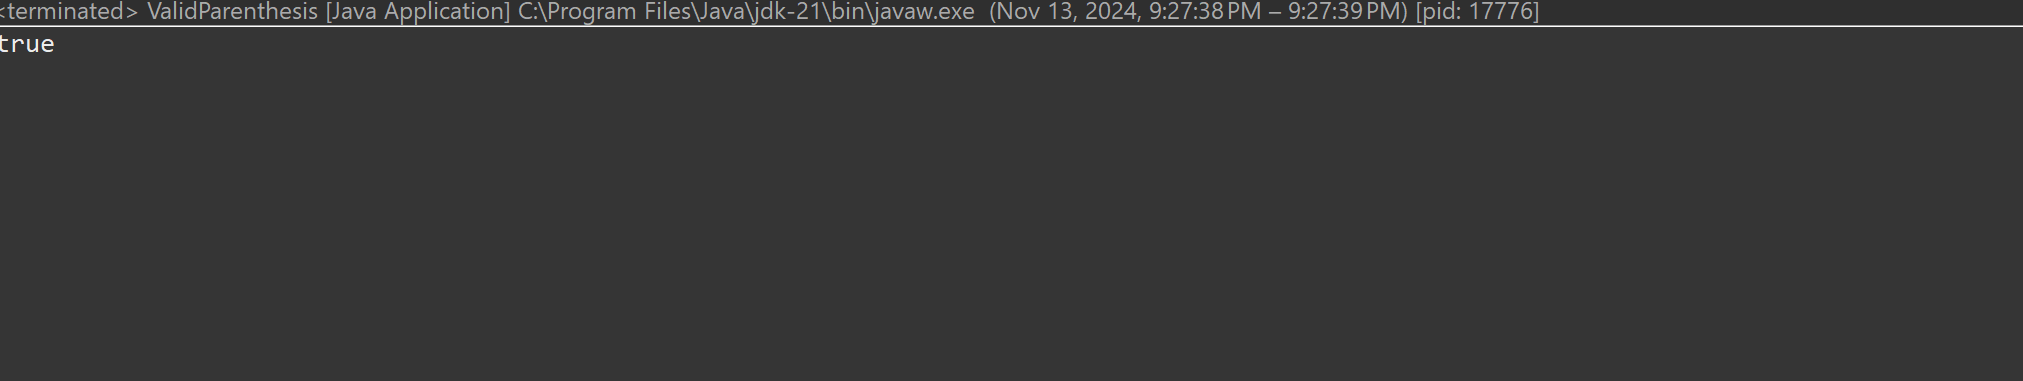 <terminated> ValidParenthesis [Java Application] C:\Program Files\Java\jdk-21\bin\javaw.exe (Nov 13, 2024, 9:27:38 PM – 9:27:39 PM) [pid: 17776]
true